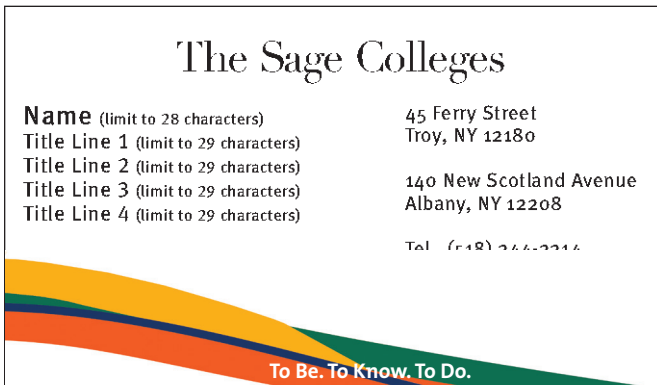 The Sage Colleges
Name (limit to 28 characters)
Title Line 1 (limit to 29 characters)
Title Line 2 (limit to 29 characters)
Title Line 3 (limit to 29 characters)
Title Line 4 (limit to 29 characters)
45 Ferry Street
Troy, NY 12180
140 New Scotland Avenue
Albany, NY 12208
Tel
To Be. To Know. To Do.